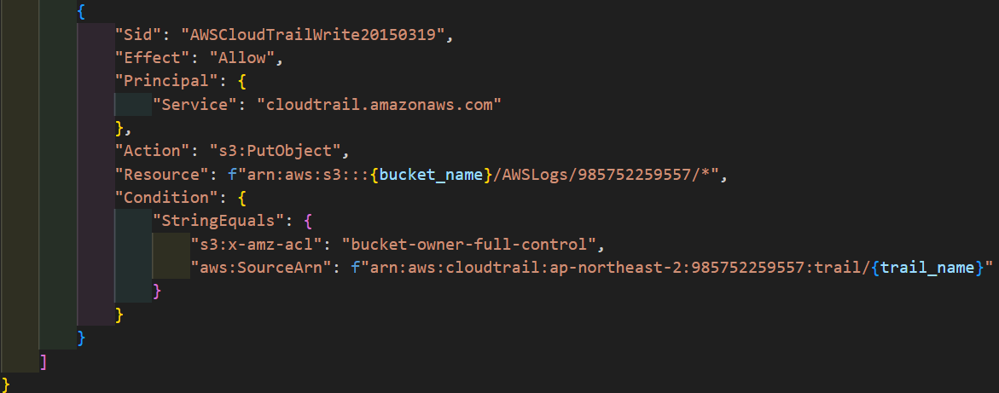 {
"Sid": "AWSCloudTrailWrite20150319",
"Effect": "Allow",
"Principal": {
"Service": "cloudtrail.amazonaws.com"
},
"Action": "s3:PutObject",
"Resource": f"arn:aws:s3:::{bucket_name}/AWSLogs/985752259557/*",
"Condition": {
"StringEquals": {
"s3:x-amz-acl": "bucket-owner-full-control",
"aws:SourceArn": f"arn:aws:cloudtrail:ap-northeast-2:985752259557:trail/{trail_name}"
}
}
}
]
}